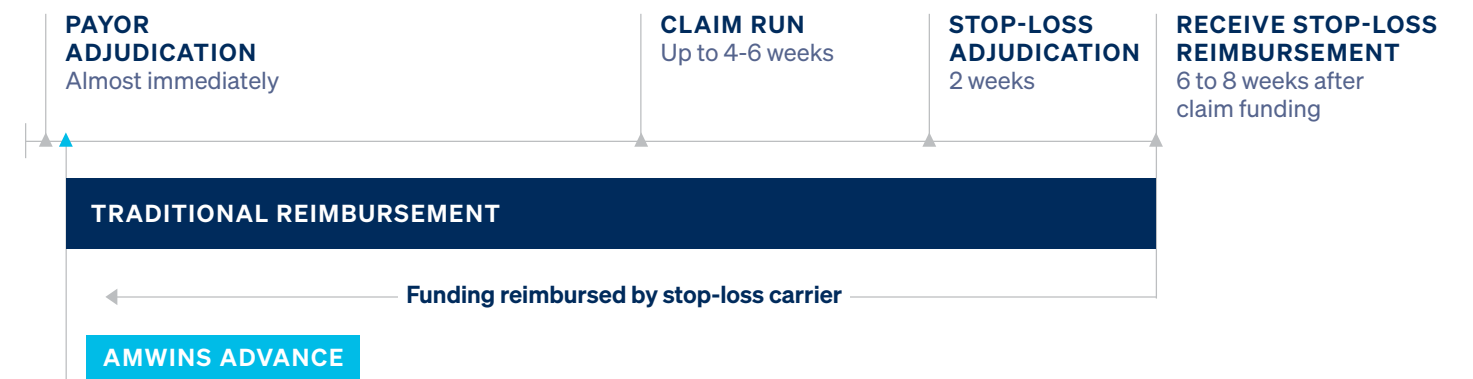 PAYOR
ADJUDICATION
Almost immediately
CLAIM RUN
Up to 4-6 weeks
STOP-LOSS
ADJUDICATION
2 weeks
RECEIVE STOP-LOSS
REIMBURSEMENT
6 to 8 weeks after
claim funding
TRADITIONAL REIMBURSEMENT
Funding reimbursed by stop-loss carrier
AMWINS ADVANCE